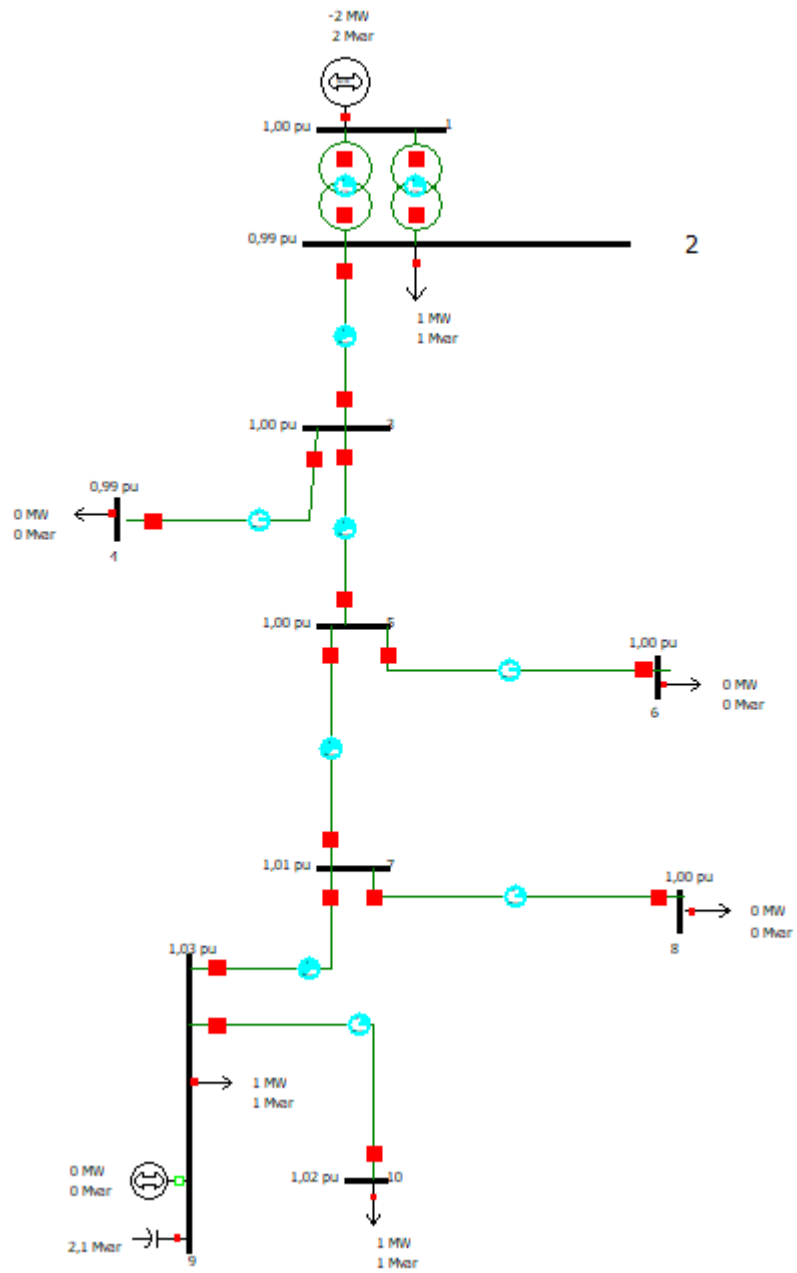 -2 MW
2 Mvar
1,00 pu
1
0,99 pu
2
1 MW
1 Mvar
1,00 pu
3
0,99 pu
0 MW
0 Mvar
4
1,00 pu
5
1,00 pu
0 MW
0 Mvar
6
1,01 pu
7
1,00 pu
0 MW
0 Mvar
8
1,03 pu
1 MW
1 Mvar
0 MW
0 Mvar
1,02 pu
10
2,1 Mvar
9
1 MW
1 Mvar